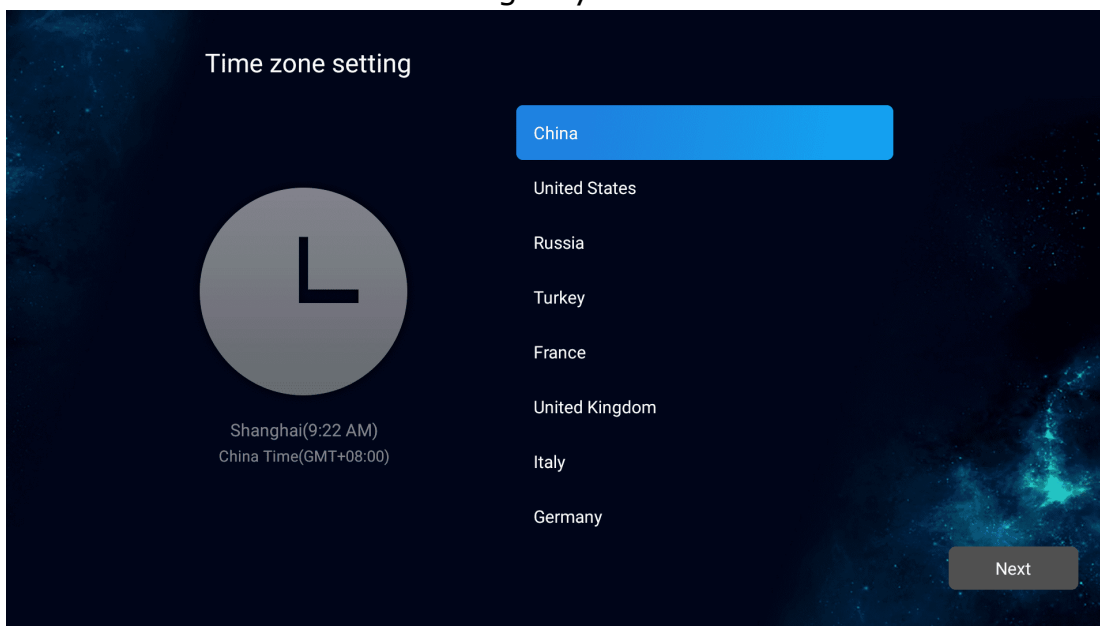 Time zone setting
China
United States
Russia
Turkey
France
United Kingdom
Italy
Germany
Shanghai(9:22 AM)
China Time(GMT+08:00)
Next